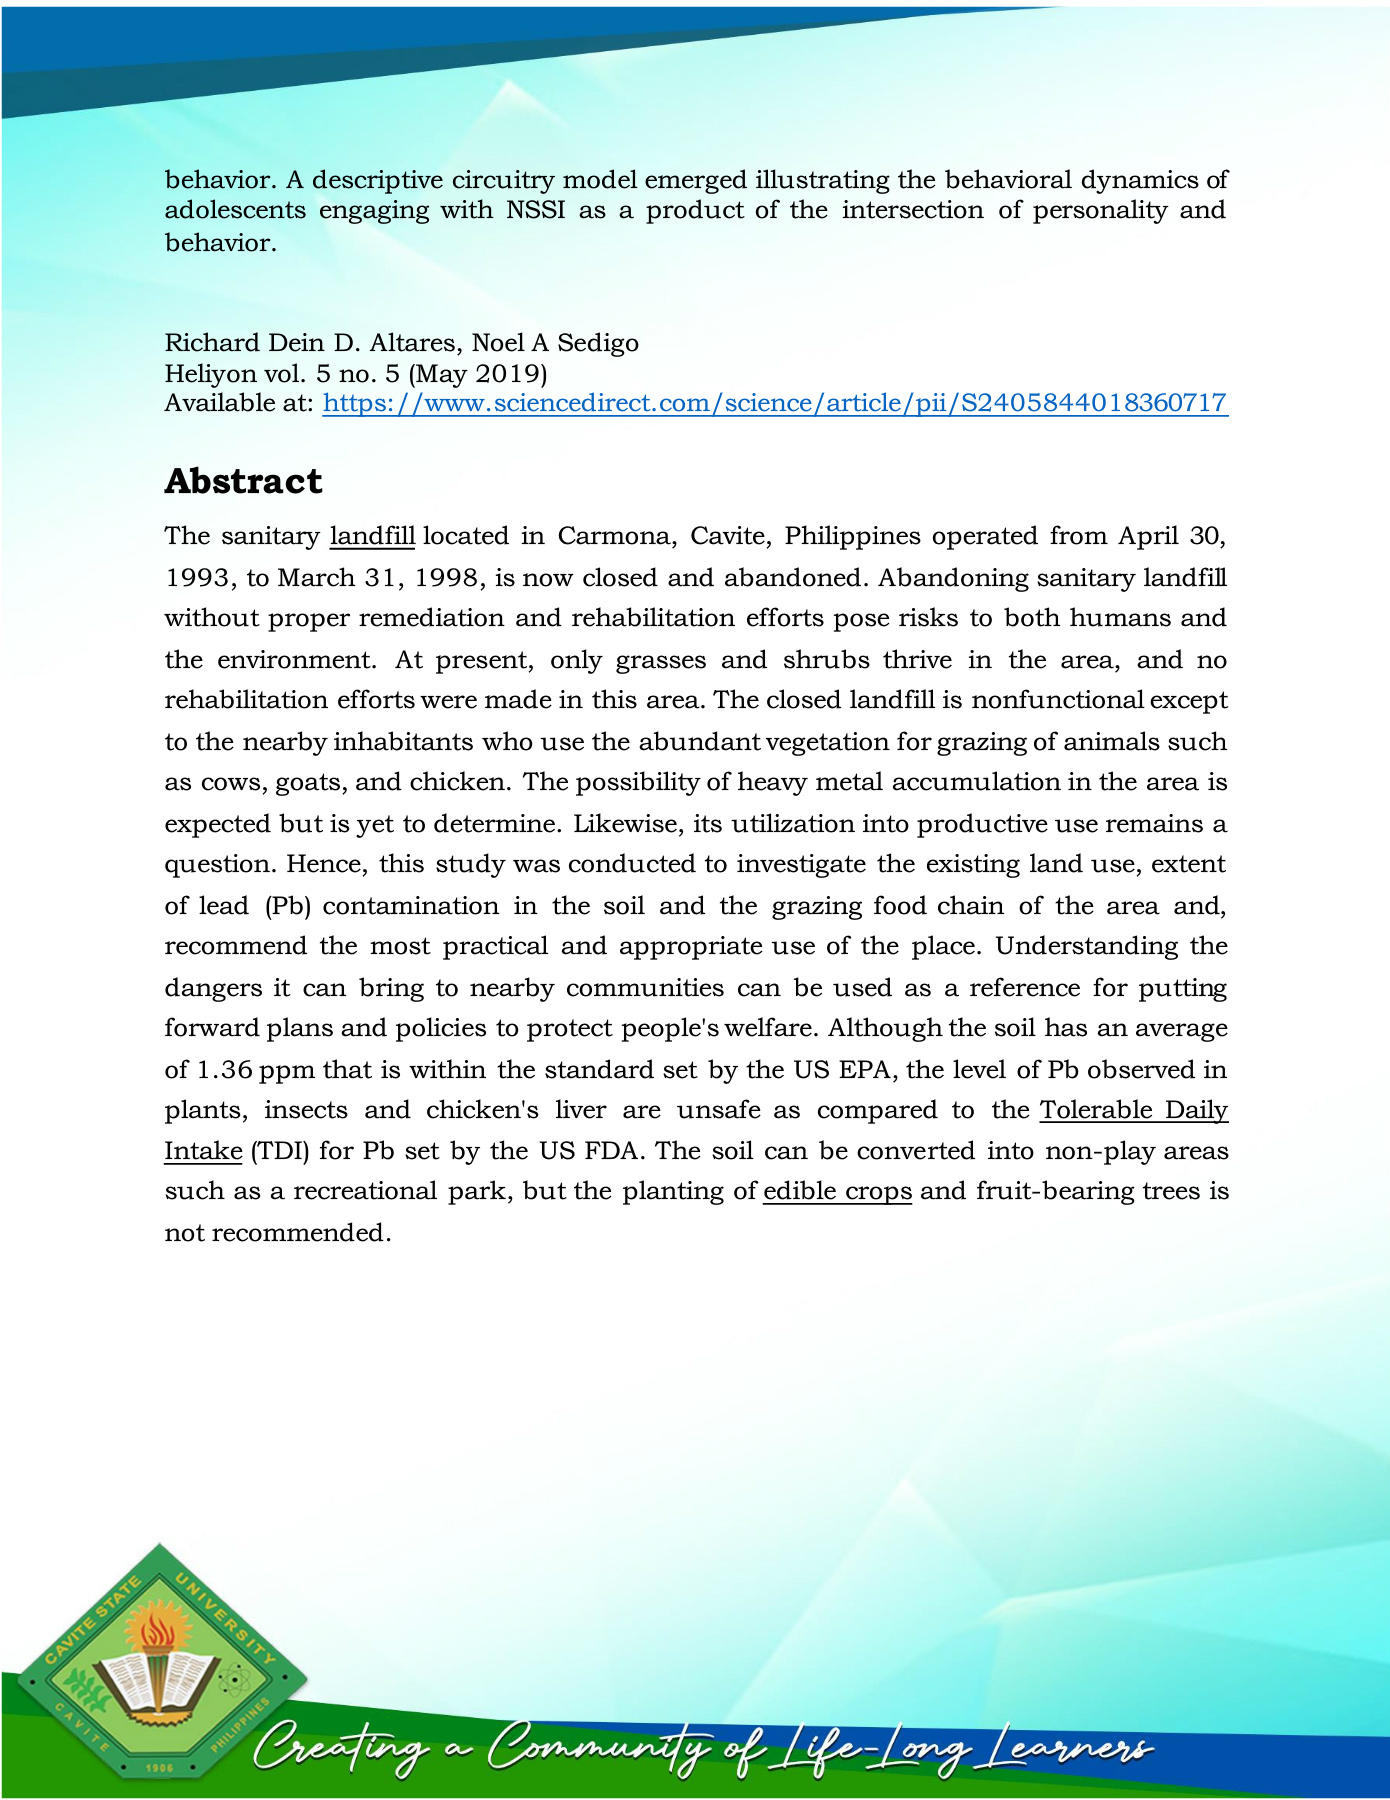 behavior. A descriptive circuitry model emerged illustrating the behavioral dynamics of
adolescents engaging with NSSI as a product of the intersection of personality and
behavior.
Richard Dein D. Altares, Noel A Sedigo
Heliyon vol. 5 no. 5 (May 2019)
Available at: https://www.sciencedirect.com/science/article/pii/S2405844018360717
Abstract
The sanitary landfill located in Carmona, Cavite, Philippines operated from April 30,
1993, to March 31, 1998, is now closed and abandoned. Abandoning sanitary landfill
without proper remediation and rehabilitation efforts pose risks to both humans and
the environment. At present, only grasses and shrubs thrive in the area, and no
rehabilitation efforts were made in this area. The closed landfill is nonfunctional except
to the nearby inhabitants who use the abundant vegetation for grazing of animals such
as cows, goats, and chicken. The possibility of heavy metal accumulation in the area is
expected but is yet to determine. Likewise, its utilization into productive use remains a
question. Hence, this study was conducted to investigate the existing land use, extent
of lead (Pb) contamination in the soil and the grazing food chain of the area and,
recommend the most practical and appropriate use of the place. Understanding the
dangers it can bring to nearby communities can be used as a reference for putting
forward plans and policies to protect people's welfare. Although the soil has an average
of 1.36 ppm that is within the standard set by the US EPA, the level of Pb observed in
plants, insects and chicken's liver are unsafe as compared to the Tolerable Daily
Intake (TDI) for Pb set by the US FDA. The soil can be converted into non-play areas
such as a recreational park, but the planting of edible crops and fruit-bearing trees is
not recommended.
CAVITE STATE UNIVERSITY
CAVITE 1906 PHILIPPINES
Creating a Community of Life-Long Learners